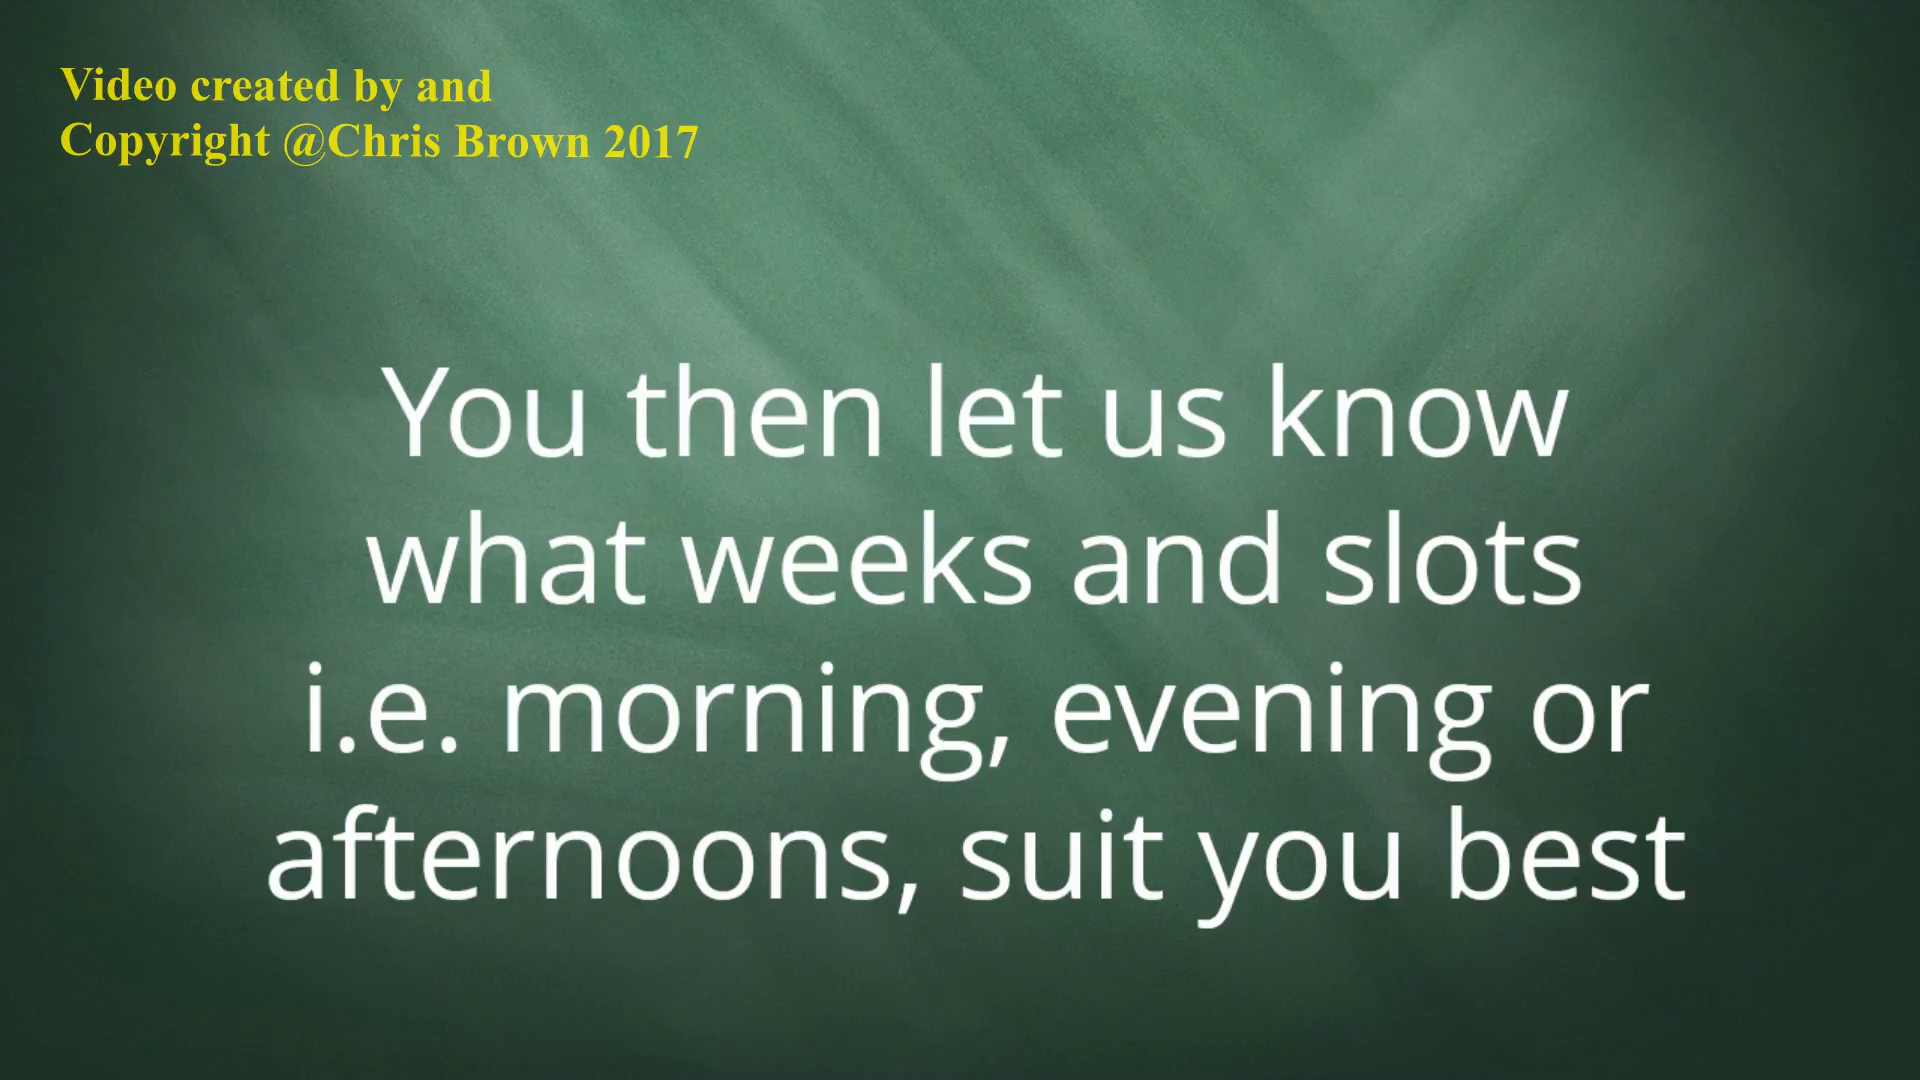 Video created by and
Copyright @Chris Brown 2017
You then let us know
what weeks and slots
i.e. morning, evening or
afternoons, suit you best